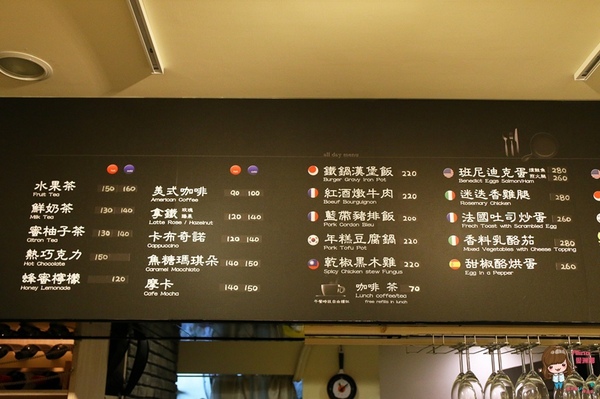 all day menu
水果茶 150 160
Fruit Tea
鮮奶茶 130 140
Milk Tea
蜜柚子茶 130 140
Citron Tea
熱巧克力 150
Hot Chocolate
蜂蜜檸檬 120
Honey Lemonade
美式咖啡 90 100
American Coffee
拿鐵 玫瑰 榛果 120 140
Latte Rose / Hazelnut
卡布奇諾 120 140
Cappuccino
焦糖瑪琪朵 140 150
Caramel Macchiato
摩卡 140 150
Cafe Mocha
鐵鍋漢堡飯 220
Burger Gravy Iron Pot
紅酒燉牛肉 220
Boeuf Bourguignon
藍帶豬排飯 200
Pork Cordon Bleu
年糕豆腐鍋 220
Pork Tofu Pot
乾椒黑木雞 220
Spicy Chicken stew Fungus
咖啡 茶 70
Lunch coffee/tea
free refills in lunch
班尼迪克蛋 280 260
Benedict Eggs Salmon/Ham
迷迭香雞腿 280
Rosemary Chicken
法國吐司炒蛋 260
Frech Toast with Scrambled Egg
香料乳酪茄 280
Mixed Vegetables with Cheese Topping
甜椒酪烘蛋 260
Egg in a Pepper